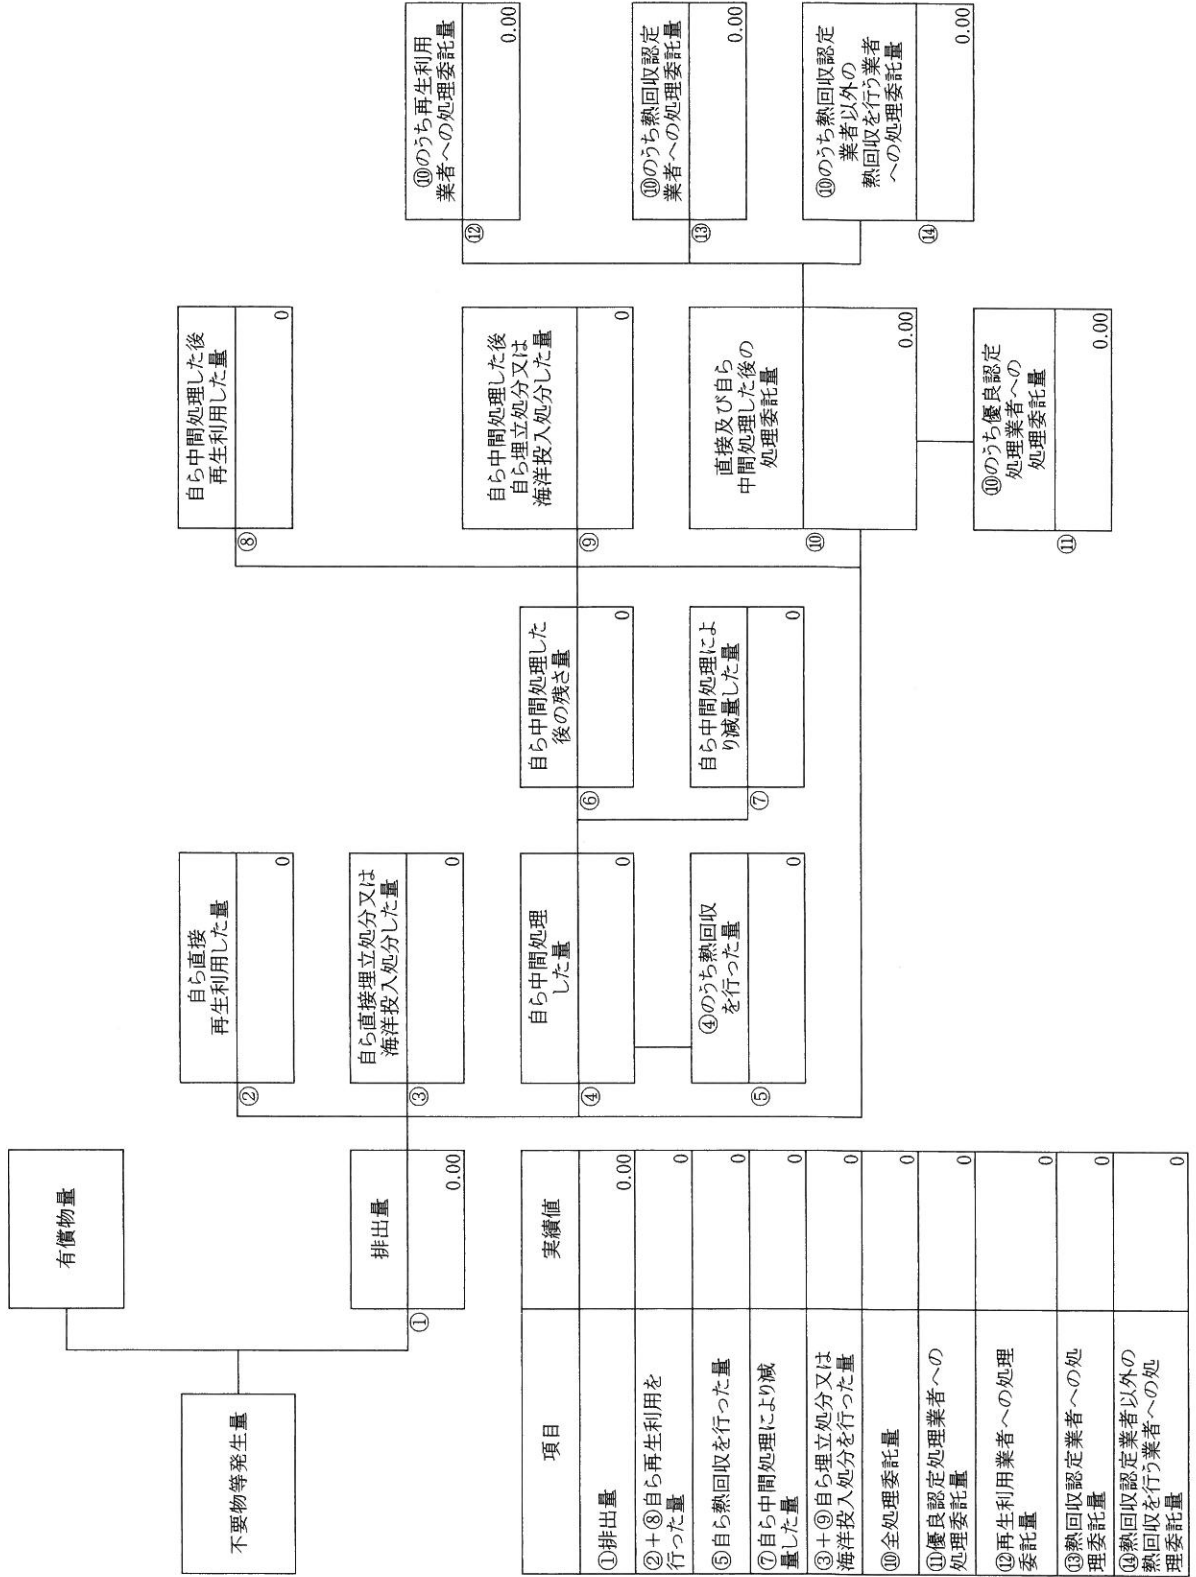 有償物量
不要物等発生量
排出量
①
0.00
自ら直接
再生利用した量
②
0
自ら直接埋立処分又は
海洋投入処分した量
③
0
自ら中間処理
した量
④
0
④のうち熱回収
を行った量
⑤
0
自ら中間処理した
後の残さ量
⑥
0
自ら中間処理によ
り減量した量
⑦
0
自ら中間処理した後
再生利用した量
⑧
0
自ら中間処理した後
自ら埋立処分又は
海洋投入処分した量
⑨
0
直接及び自ら
中間処理した後の
処理委託量
⑩
0.00
⑩のうち優良認定
処理業者への
処理委託量
⑪
0.00
⑩のうち再生利用
業者への処理委託量
⑫
0.00
⑩のうち熱回収認定
業者への処理委託量
⑬
0.00
⑩のうち熱回収認定
業者以外の
熱回収を行う業者
への処理委託量
⑭
0.00
項目 実績値
①排出量 0.00
②+⑧自ら再生利用を
行った量 0
⑤自ら熱回収を行った量 0
⑦自ら中間処理により減
量した量 0
③+⑨自ら埋立処分又は
海洋投入処分を行った量 0
⑩全処理委託量 0
⑪優良認定処理業者への
処理委託量 0
⑫再生利用業者への処理
委託量 0
⑬熱回収認定業者への処
理委託量 0
⑭熱回収認定業者以外の
熱回収を行う業者への処
理委託量 0